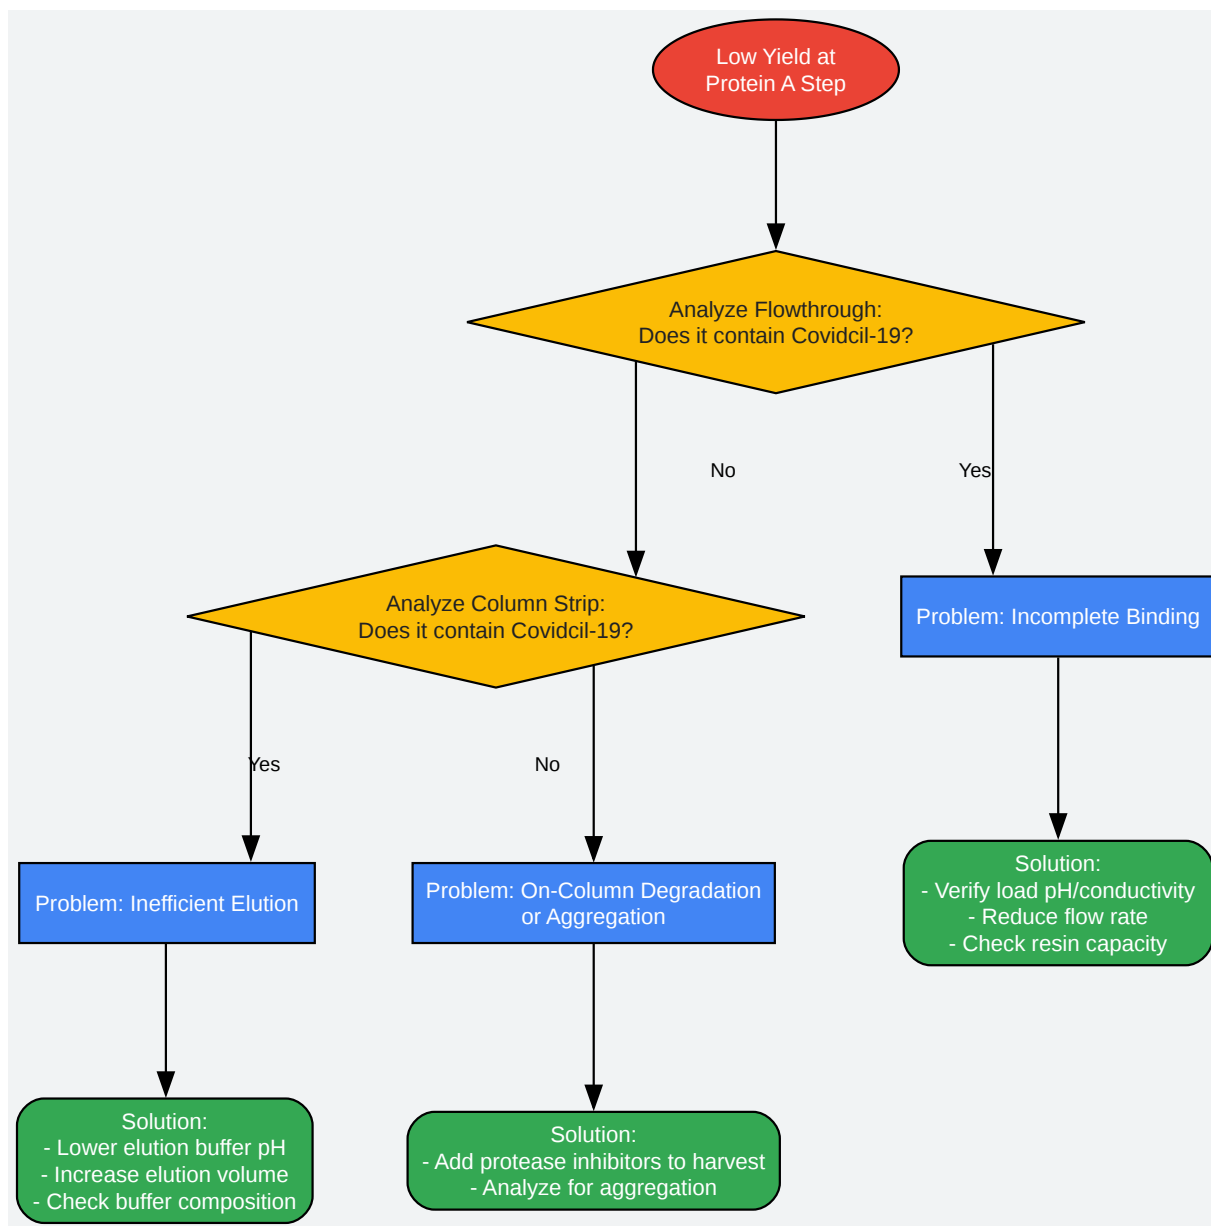 Low Yield at
Protein A Step
Analyze Flowthrough:
Does it contain Covidcil-19?
No
Yes
Analyze Column Strip:
Does it contain Covidcil-19?
Problem: Incomplete Binding
Yes
No
Problem: Inefficient Elution
Problem: On-Column Degradation
or Aggregation
Solution:
- Verify load pH/conductivity
- Reduce flow rate
- Check resin capacity
Solution:
- Lower elution buffer pH
- Increase elution volume
- Check buffer composition
Solution:
- Add protease inhibitors to harvest
- Analyze for aggregation